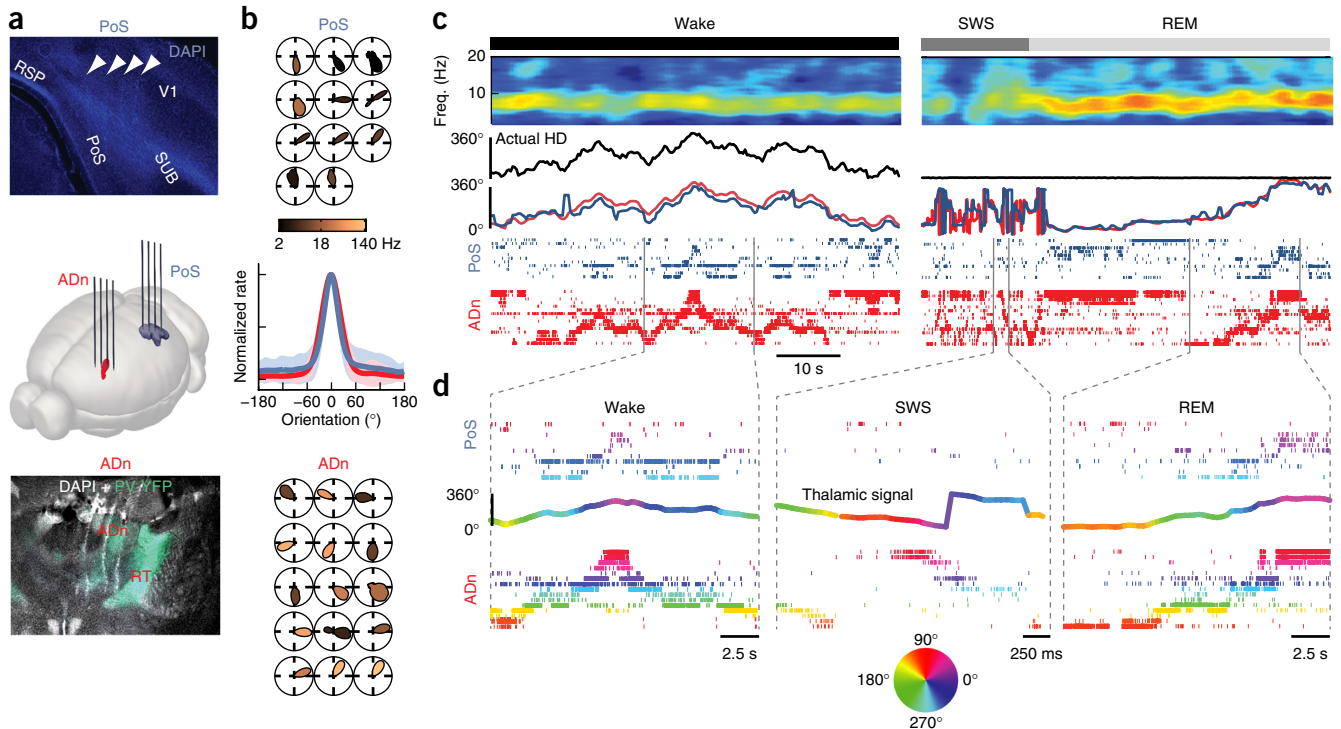 a
PoS
DAPI
RSP
V1
PoS
SUB
ADn
PoS
ADn
DAPI + PV-YFP
ADn
RT
b
PoS
2 18 140 Hz
Normalized rate
−180 −60 0 60 180
Orientation (°)
ADn
c
Wake
SWS
REM
Freq. (Hz)
20
10
360°
Actual HD
360°
0°
PoS
ADn
10 s
d
Wake
SWS
REM
PoS
360°
0°
Thalamic signal
ADn
2.5 s
250 ms
2.5 s
90°
180°
0°
270°